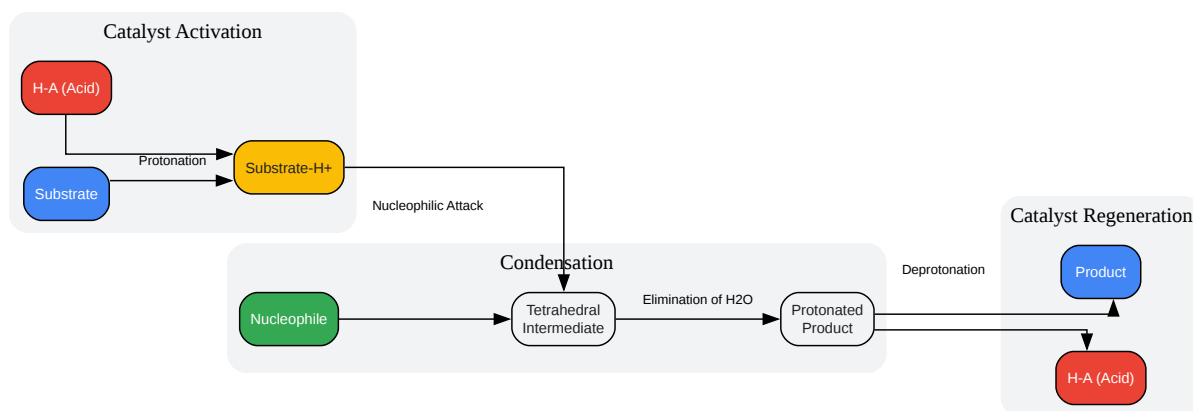 Catalyst Activation
H-A (Acid)
Protonation
Substrate-H+
Substrate
Nucleophilic Attack
Condensation
Nucleophile
Tetrahedral
Intermediate
Elimination of H2O
Protonated
Product
Deprotonation
Catalyst Regeneration
Product
H-A (Acid)